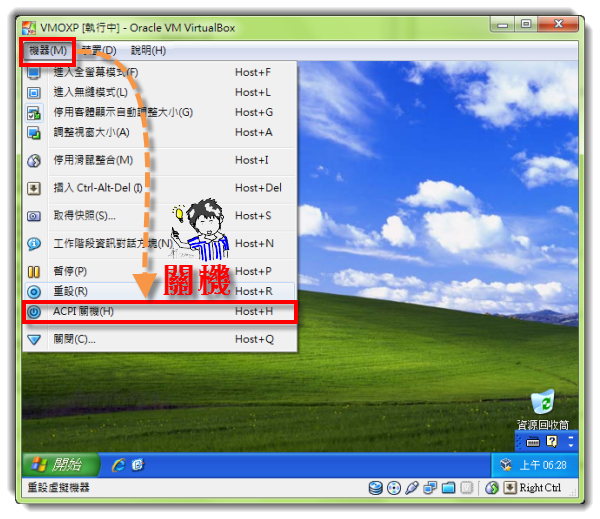 VMOXP [執行中] - Oracle VM VirtualBox
機器(M) 裝置(D) 說明(H)
進入全螢幕模式(F) Host+F
進入無縫模式(L) Host+L
停用客體顯示自動調整大小(G) Host+G
調整視窗大小(A) Host+A
停用滑鼠整合(M) Host+I
插入 Ctrl-Alt-Del (I) Host+Del
取得快照(S)... Host+S
工作階段資訊對話方塊(N) Host+N
暫停(P) Host+P
關機
重設(R) Host+R
ACPI 關機(H) Host+H
關閉(C)... Host+Q
資源回收筒
開始
上午 06:28
重設虛擬機器
Right Ctrl